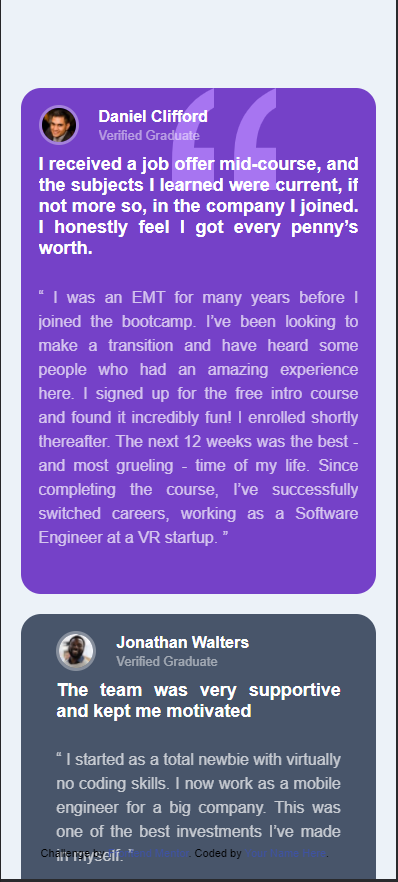 Daniel Clifford
Verified Graduate
I received a job offer mid-course, and
the subjects I learned were current, if
not more so, in the company I joined.
I honestly feel I got every penny’s
worth.
“ I was an EMT for many years before I
joined the bootcamp. I’ve been looking to
make a transition and have heard some
people who had an amazing experience
here. I signed up for the free intro course
and found it incredibly fun! I enrolled shortly
thereafter. The next 12 weeks was the best -
and most grueling - time of my life. Since
completing the course, I’ve successfully
switched careers, working as a Software
Engineer at a VR startup. ”
Jonathan Walters
Verified Graduate
The team was very supportive
and kept me motivated
“ I started as a total newbie with virtually
no coding skills. I now work as a mobile
engineer for a big company. This was
one of the best investments I’ve made
in myself. ”
Challenge by . Coded by .